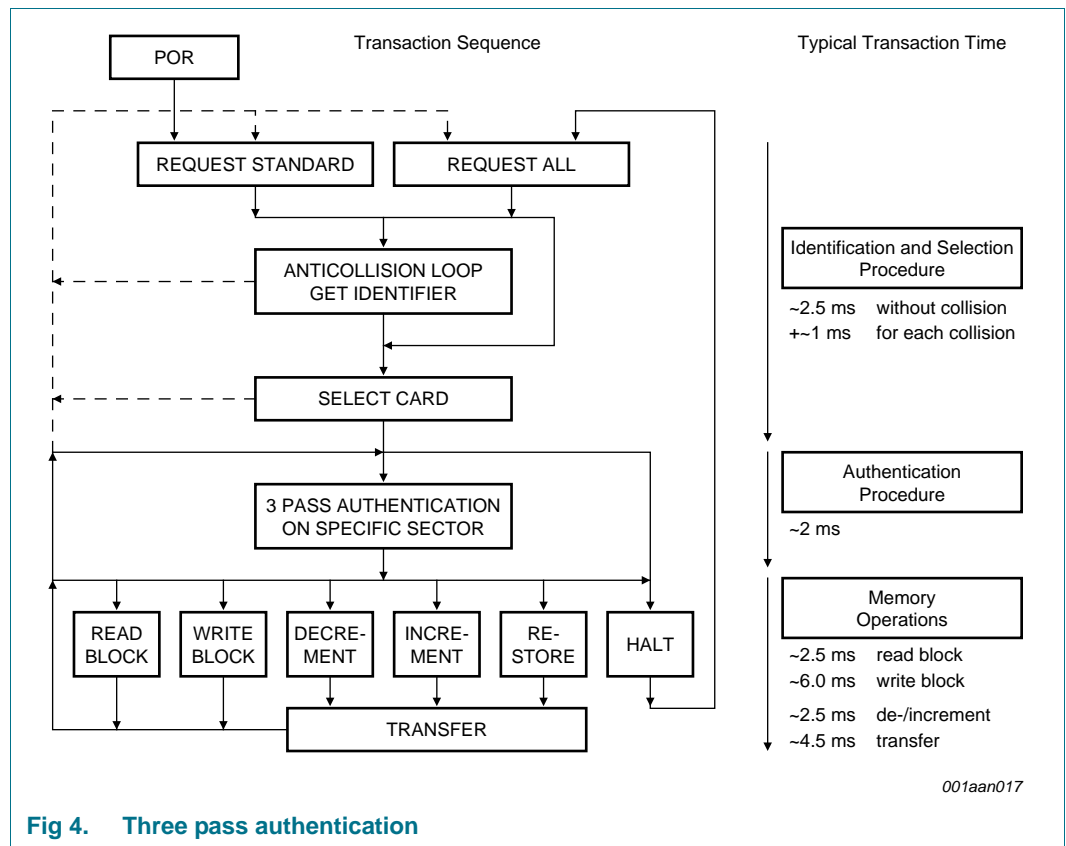 Transaction Sequence
Typical Transaction Time
POR
REQUEST STANDARD
REQUEST ALL
ANTICOLLISION LOOP
GET IDENTIFIER
SELECT CARD
3 PASS AUTHENTICATION
ON SPECIFIC SECTOR
READ
BLOCK
WRITE
BLOCK
DECRE-
MENT
INCRE-
MENT
RE-
STORE
HALT
TRANSFER
Identification and Selection
Procedure
~2.5 ms without collision
+~1 ms for each collision
Authentication
Procedure
~2 ms
Memory
Operations
~2.5 ms read block
~6.0 ms write block
~2.5 ms de-/increment
~4.5 ms transfer
001aan017
Fig 4. Three pass authentication